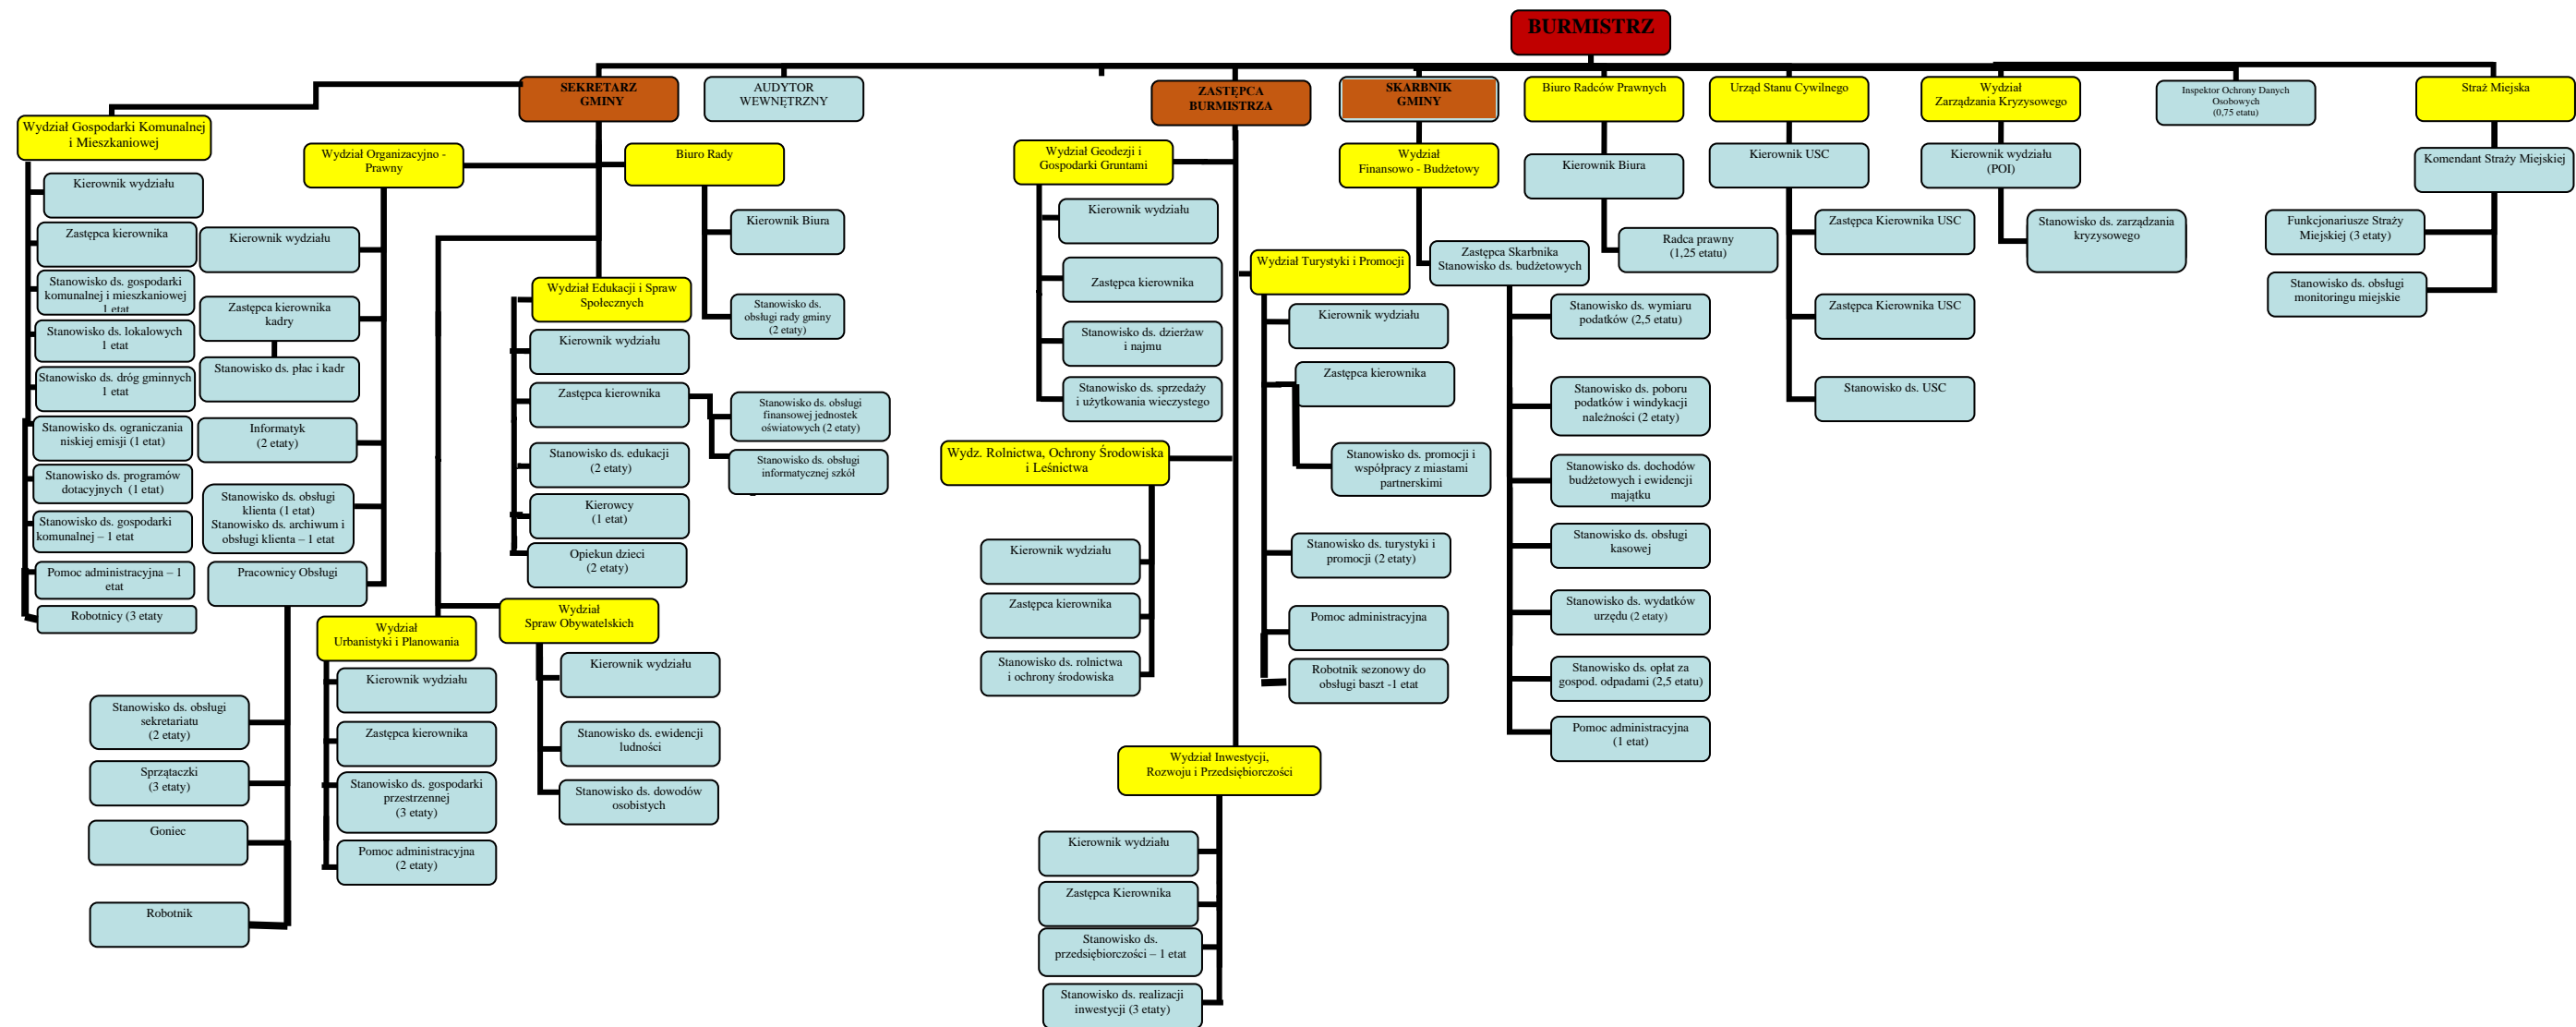 BURMISTRZ
SEKRETARZ
GMINY
AUDYTOR
WEWNĘTRZNY
ZASTĘPCA
BURMISTRZA
SKARBNIK
GMINY
Biuro Radców Prawnych
Urząd Stanu Cywilnego
Wydział
Zarządzania Kryzysowego
Inspektor Ochrony Danych
Osobowych
(0,75 etatu)
Straż Miejska
Wydział Gospodarki Komunalnej
i Mieszkaniowej
Kierownik wydziału
Zastępca kierownika
Stanowisko ds. gospodarki
komunalnej i mieszkaniowej
1 etat
Stanowisko ds. lokalowych
1 etat
Stanowisko ds. dróg gminnych
1 etat
Stanowisko ds. ograniczania
niskiej emisji (1 etat)
Stanowisko ds. programów
dotacyjnych (1 etat)
Stanowisko ds. gospodarki
komunalnej – 1 etat
Pomoc administracyjna – 1
etat
Robotnicy (3 etaty
Wydział Organizacyjno -
Prawny
Kierownik wydziału
Zastępca kierownika
kadry
Stanowisko ds. płac i kadr
Informatyk
(2 etaty)
Stanowisko ds. obsługi
klienta (1 etat)
Stanowisko ds. archiwum i
obsługi klienta – 1 etat
Pracownicy Obsługi
Stanowisko ds. obsługi
sekretariatu
(2 etaty)
Sprzątaczki
(3 etaty)
Goniec
Robotnik
Biuro Rady
Kierownik Biura
Stanowisko ds.
obsługi rady gminy
(2 etaty)
Wydział Edukacji i Spraw
Społecznych
Kierownik wydziału
Zastępca kierownika
Stanowisko ds. obsługi
finansowej jednostek
oświatowych (2 etaty)
Stanowisko ds. obsługi
informatycznej szkół
Stanowisko ds. edukacji
(2 etaty)
Kierowcy
(1 etat)
Opiekun dzieci
(2 etaty)
Wydział
Urbanistyki i Planowania
Kierownik wydziału
Zastępca kierownika
Stanowisko ds. gospodarki
przestrzennej
(3 etaty)
Pomoc administracyjna
(2 etaty)
Wydział
Spraw Obywatelskich
Kierownik wydziału
Stanowisko ds. ewidencji
ludności
Stanowisko ds. dowodów
osobistych
Wydział Geodezji i
Gospodarki Gruntami
Kierownik wydziału
Zastępca kierownika
Stanowisko ds. dzierżaw
i najmu
Stanowisko ds. sprzedaży
i użytkowania wieczystego
Wydz. Rolnictwa, Ochrony Środowiska
i Leśnictwa
Kierownik wydziału
Zastępca kierownika
Stanowisko ds. rolnictwa
i ochrony środowiska
Wydział Turystyki i Promocji
Kierownik wydziału
Zastępca kierownika
Stanowisko ds. promocji i
współpracy z miastami
partnerskimi
Stanowisko ds. turystyki i
promocji (2 etaty)
Pomoc administracyjna
Robotnik sezonowy do
obsługi baszt -1 etat
Wydział Inwestycji,
Rozwoju i Przedsiębiorczości
Kierownik wydziału
Zastępca Kierownika
Stanowisko ds.
przedsiębiorczości – 1 etat
Stanowisko ds. realizacji
inwestycji (3 etaty)
Wydział
Finansowo - Budżetowy
Zastępca Skarbnika
Stanowisko ds. budżetowych
Stanowisko ds. wymiaru
podatków (2,5 etatu)
Stanowisko ds. poboru
podatków i windykacji
należności (2 etaty)
Stanowisko ds. dochodów
budżetowych i ewidencji
majątku
Stanowisko ds. obsługi
kasowej
Stanowisko ds. wydatków
urzędu (2 etaty)
Stanowisko ds. opłat za
gospod. odpadami (2,5 etatu)
Pomoc administracyjna
(1 etat)
Kierownik Biura
Radca prawny
(1,25 etatu)
Kierownik USC
Zastępca Kierownika USC
Zastępca Kierownika USC
Stanowisko ds. USC
Kierownik wydziału
(POI)
Stanowisko ds. zarządzania
kryzysowego
Komendant Straży Miejskiej
Funkcjonariusze Straży
Miejskiej (3 etaty)
Stanowisko ds. obsługi
monitoringu miejskie